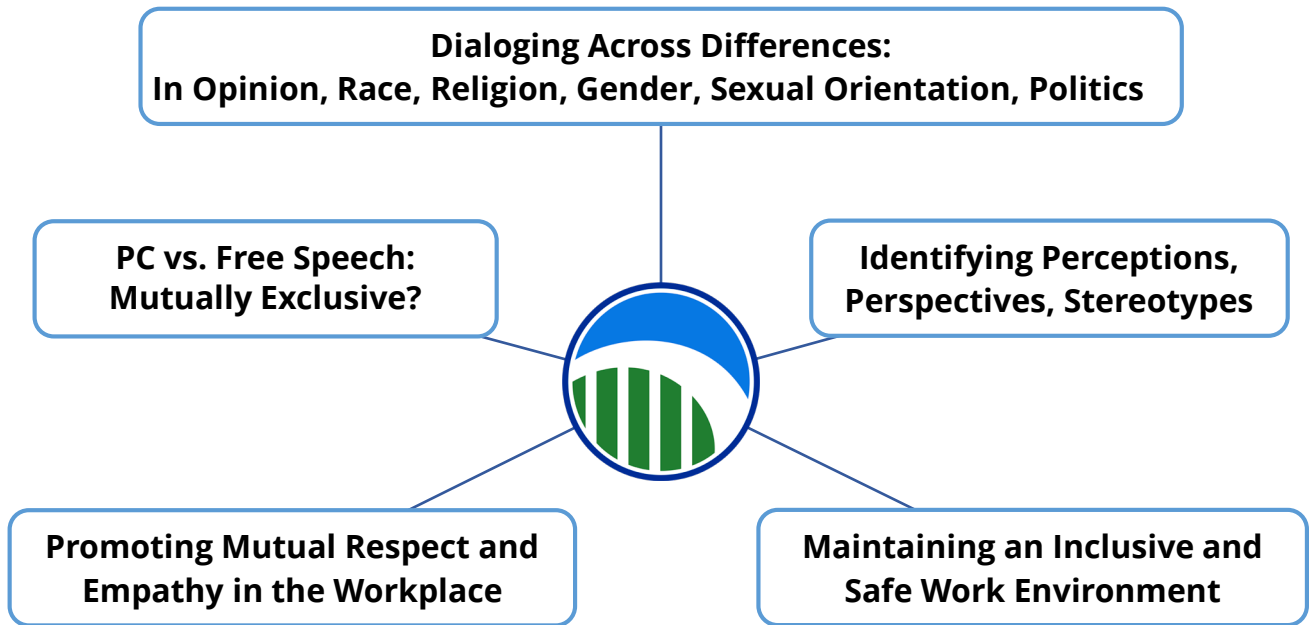 Dialoging Across Differences:
In Opinion, Race, Religion, Gender, Sexual Orientation, Politics
PC vs. Free Speech:
Mutually Exclusive?
Identifying Perceptions,
Perspectives, Stereotypes
Promoting Mutual Respect and
Empathy in the Workplace
Maintaining an Inclusive and
Safe Work Environment